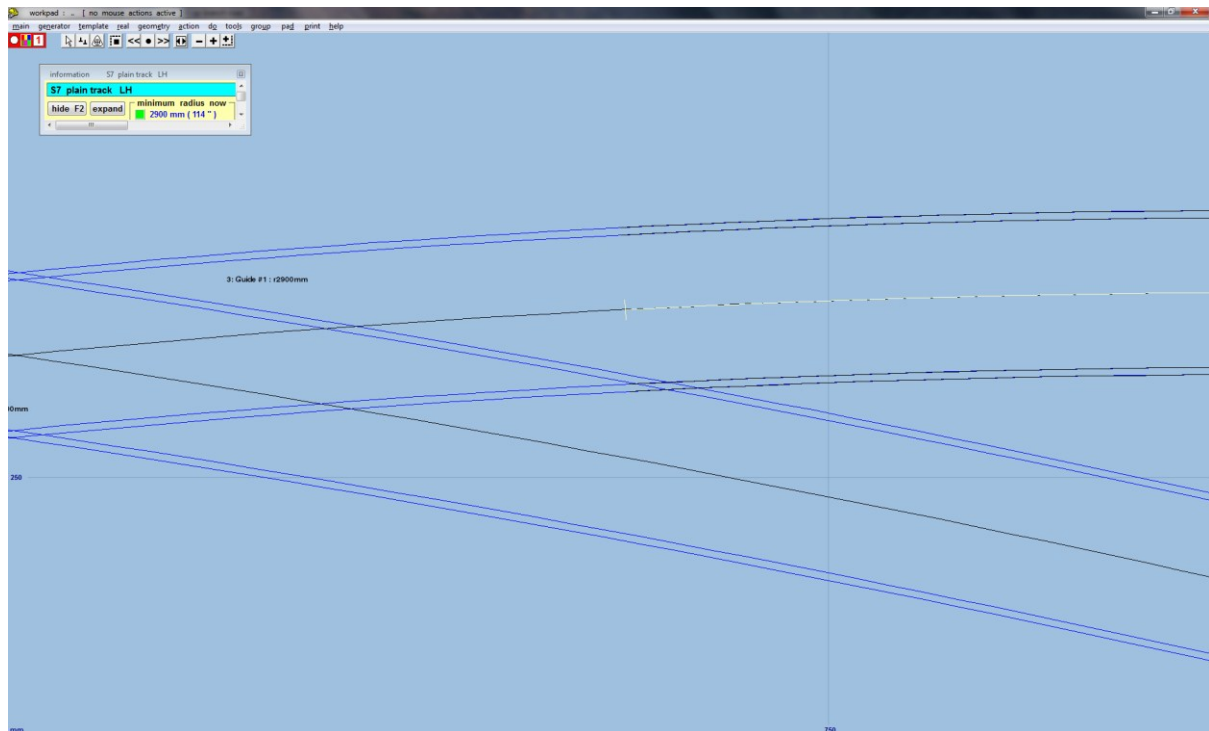 workpad : .. [ no mouse actions active ]
main generator template real geometry action do tools group pad print help
1 << >> - +
information S7 plain track LH
S7 plain track LH
hide F2 expand minimum radius now
2900 mm ( 114 " )
3: Guide #1 : r2900mm
00mm
250
mm 750